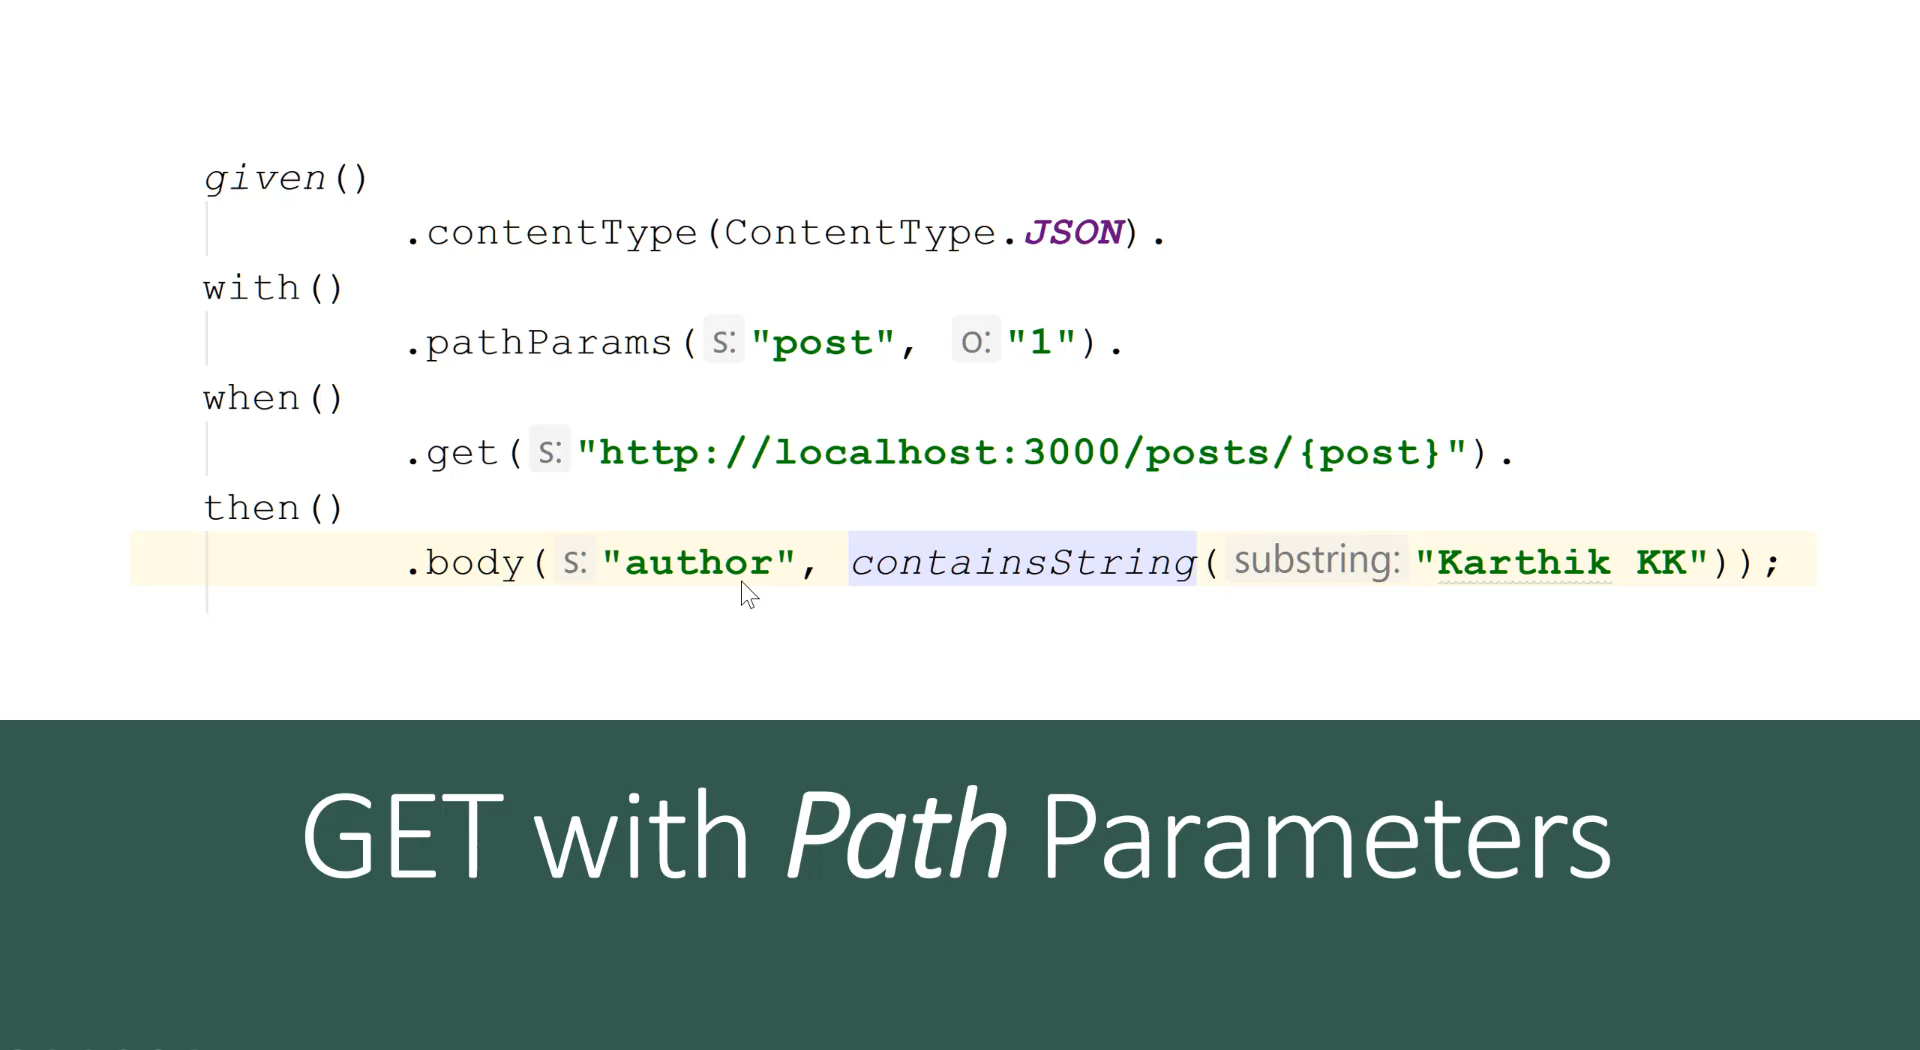 given()
.contentType(ContentType.JSON).
with()
.pathParams( s: "post", o: "1").
when()
.get( s: "http://localhost:3000/posts/{post}").
then()
.body( s: "author", containsString( substring: "Karthik KK"));
GET with Path Parameters